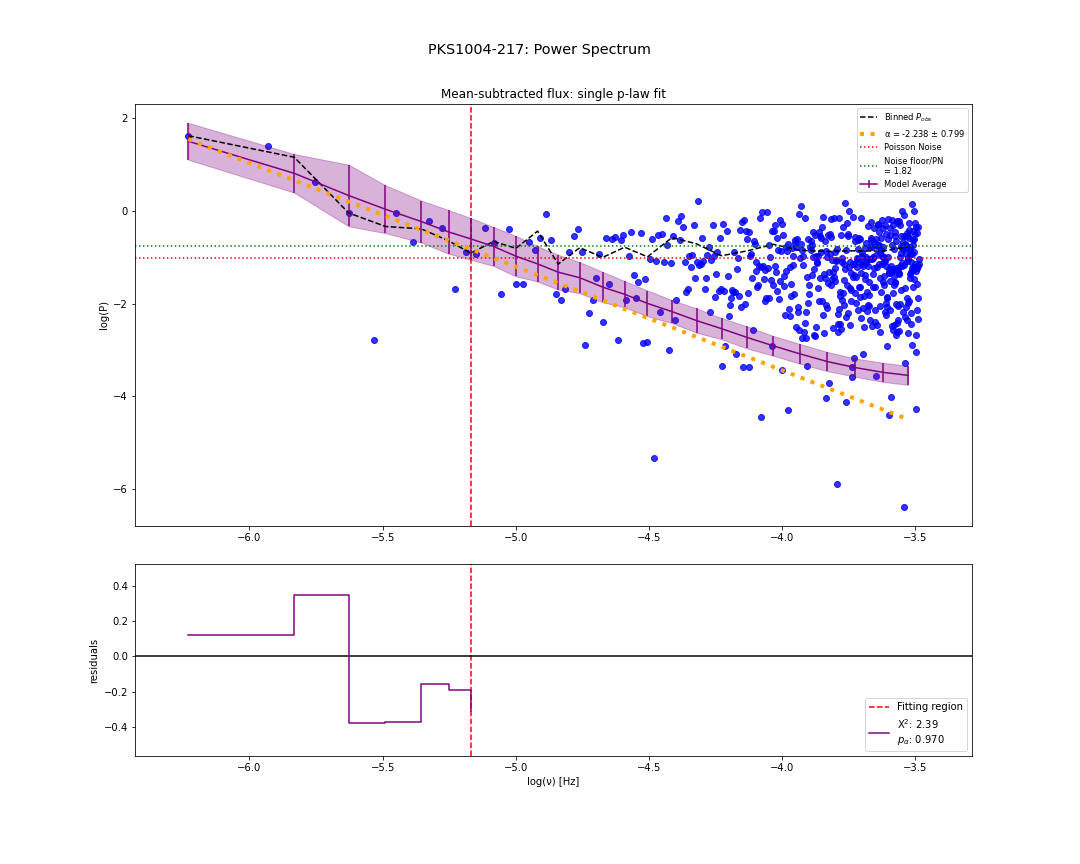 PKS1004-217: Power Spectrum
Mean-subtracted flux: single p-law fit
Binned P_obs
α = -2.238 ± 0.799
Poisson Noise
Noise floor/PN
= 1.82
Model Average
log(P)
2
0
−2
−4
−6
−6.0 −5.5 −5.0 −4.5 −4.0 −3.5
residuals
0.4
0.2
0.0
−0.2
−0.4
Fitting region
X²: 2.39
p_α: 0.970
−6.0 −5.5 −5.0 −4.5 −4.0 −3.5
log(ν) [Hz]